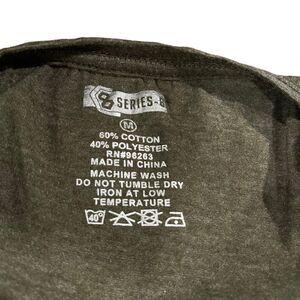 SERIES-8
M
60% COTTON
40% POLYESTER
RN#96263
MADE IN CHINA
MACHINE WASH
DO NOT TUMBLE DRY
IRON AT LOW
TEMPERATURE
40°